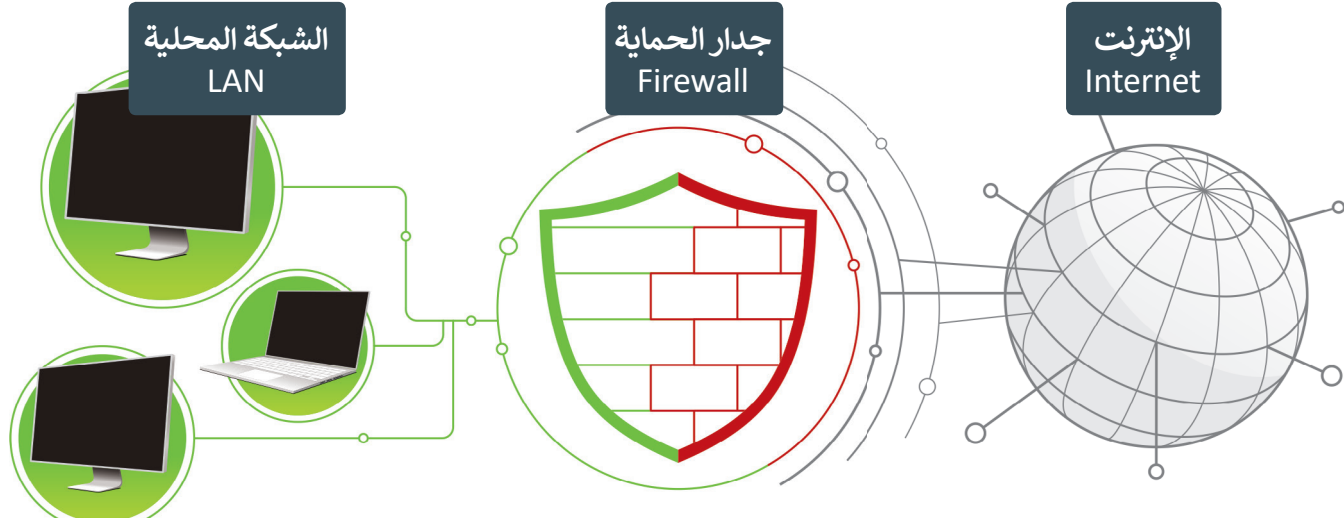 الشبكة المحلية
LAN
جدار الحماية
Firewall
الإنترنت
Internet